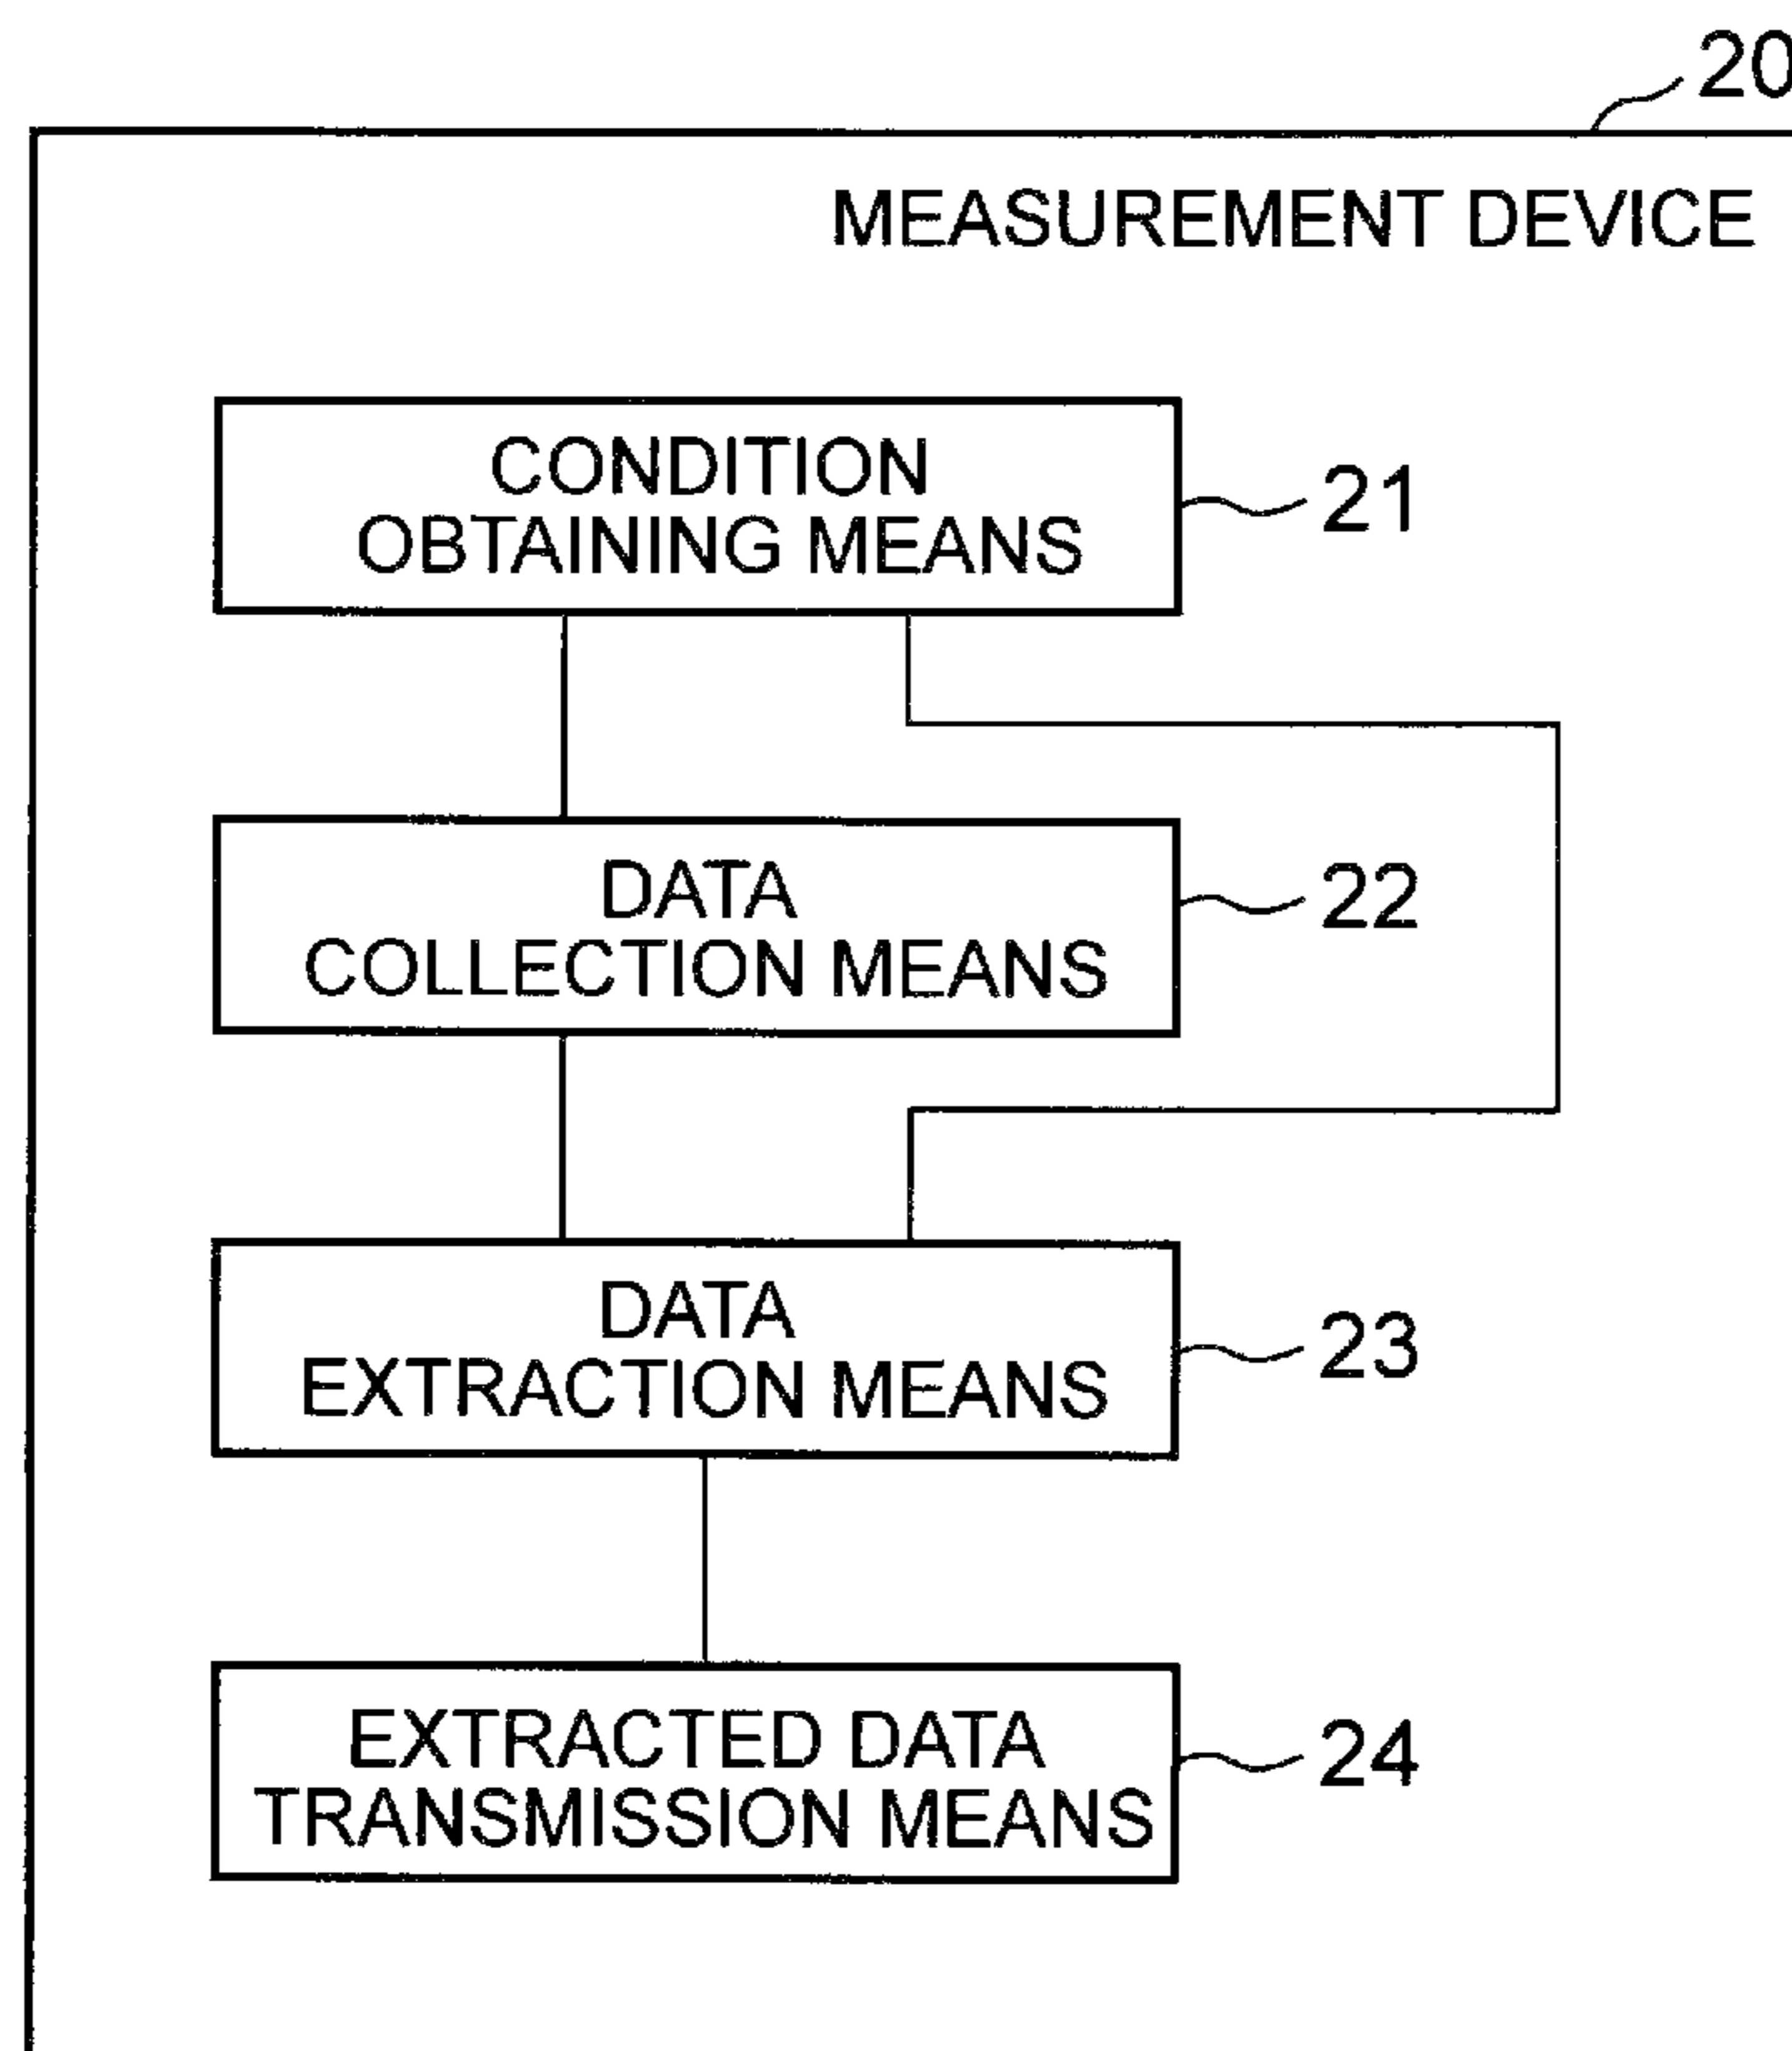 20
MEASUREMENT DEVICE
CONDITION
OBTAINING MEANS
21
DATA
COLLECTION MEANS
22
DATA
EXTRACTION MEANS
23
EXTRACTED DATA
TRANSMISSION MEANS
24